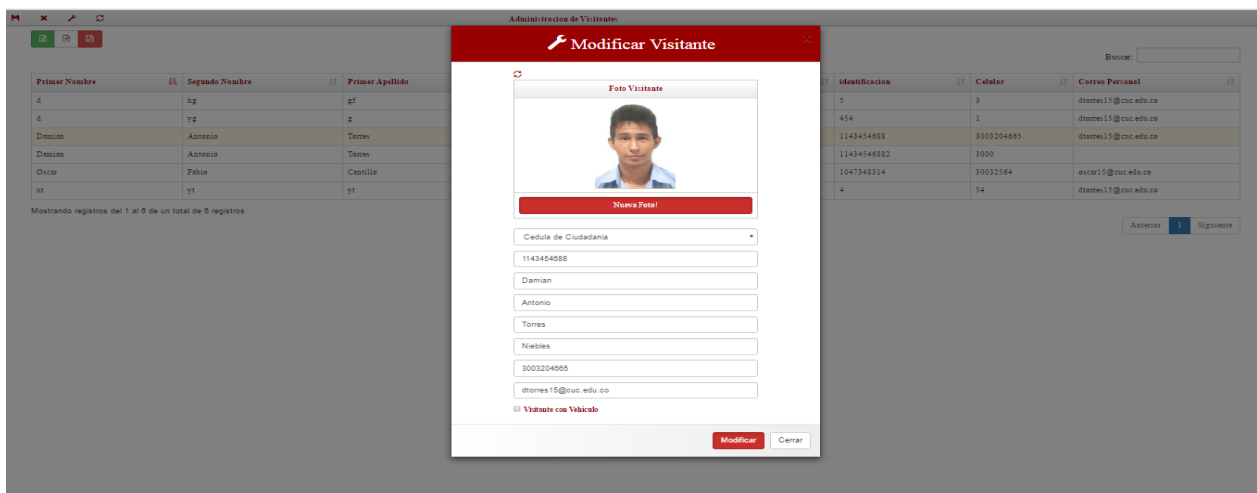 Administracion de Visitantes
Modificar Visitante
Buscar:
Primer Nombre Segundo Nombre Primer Apellido identificacion Celular Correo Personal
d hg gf 5 3 dtorres15@cuc.edu.co
d yg g 454 1 dtorres15@cuc.edu.co
Damian Antonio Torres 1143454688 3003204665 dtorres15@cuc.edu.co
Damian Antonio Torres 11434546882 3000 dtorres15@cuc.edu.co
Oscar Fabio Cantillo 1047348314 30032564 oscar15@cuc.edu.co
ut yt yt 4 54 dtorres15@cuc.edu.co
Mostrando registros del 1 al 6 de un total de 6 registros
Anterior 1 Siguiente
Foto Visitante
Nueva Foto!
Cedula de Ciudadania
1143454688
Damian
Antonio
Torres
Niebles
3003204665
dtorres15@cuc.edu.co
Visitante con Vehiculo
Modificar Cerrar